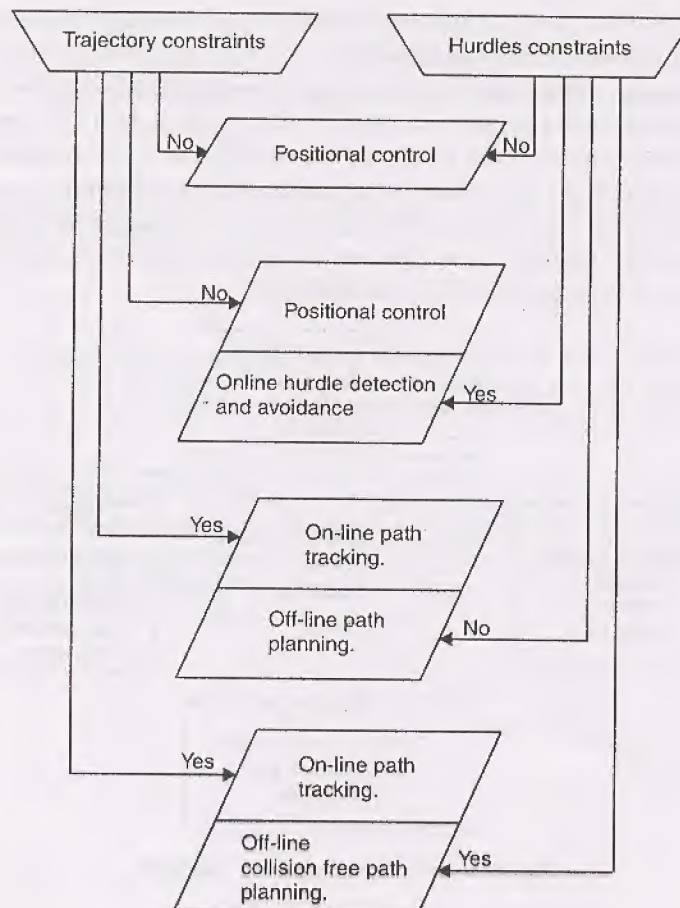 Trajectory constraints
Hurdles constraints
No
Positional control
No
No
Positional control
Online hurdle detection
and avoidance
Yes
Yes
On-line path
tracking.
Off-line path
planning.
No
Yes
On-line path
tracking.
Off-line
collision free path
planning.
Yes